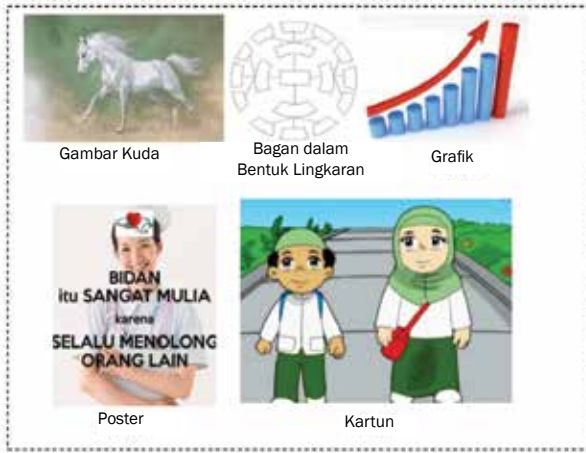 Gambar Kuda
Bagan dalam
Bentuk Lingkaran
Grafik
BIDAN
itu SANGAT MULIA
karena
SELALU MENOLONG
ORANG LAIN
Poster
Kartun